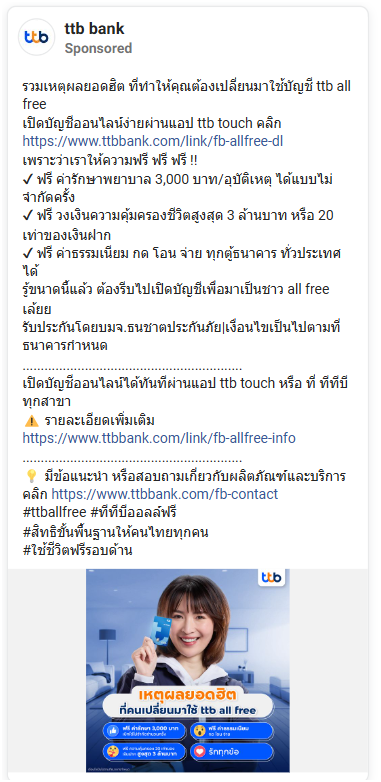 ttb
ttb bank
Sponsored
รวมเหตุผลยอดฮิต ที่ทำให้คุณต้องเปลี่ยนมาใช้บัญชี ttb all
free
เปิดบัญชีออนไลน์ง่ายผ่านแอป ttb touch คลิก
https://www.ttbbank.com/link/fb-allfree-dl
เพราะว่าเราให้ความฟรี ฟรี ฟรี !!
✓ ฟรี ค่ารักษาพยาบาล 3,000 บาท/อุบัติเหตุ ได้แบบไม่
จำกัดครั้ง
✓ ฟรี วงเงินความคุ้มครองชีวิตสูงสุด 3 ล้านบาท หรือ 20
เท่าของเงินฝาก
✓ ฟรี ค่าธรรมเนียม กด โอน จ่าย ทุกตู้ธนาคาร ทั่วประเทศ
ได้
รู้ขนาดนี้แล้ว ต้องรีบไปเปิดบัญชีเพื่อมาเป็นชาว all free
เล้ยย
รับประกันโดยบมจ.ธนชาตประกันภัย|เงื่อนไขเป็นไปตามที่
ธนาคารกำหนด
............................................................
เปิดบัญชีออนไลน์ได้ทันทีผ่านแอป ttb touch หรือ ที่ ทีทีบี
ทุกสาขา
⚠️ รายละเอียดเพิ่มเติม
https://www.ttbbank.com/link/fb-allfree-info
............................................................
💡 มีข้อแนะนำ หรือสอบถามเกี่ยวกับผลิตภัณฑ์และบริการ
คลิก https://www.ttbbank.com/fb-contact
#ttballfree #ทีทีบีออลล์ฟรี
#สิทธิขั้นพื้นฐานให้คนไทยทุกคน
#ใช้ชีวิตฟรีรอบด้าน
ttb
เหตุผลยอดฮิต
ที่คนเปลี่ยนมาใช้ ttb all free
ฟรี ค่ารักษา 3,000 บาท
ฟรี ค่าธรรมเนียม
กด โอน จ่าย
สูงสุด 3 ล้านบาท
รักทุกข้อ